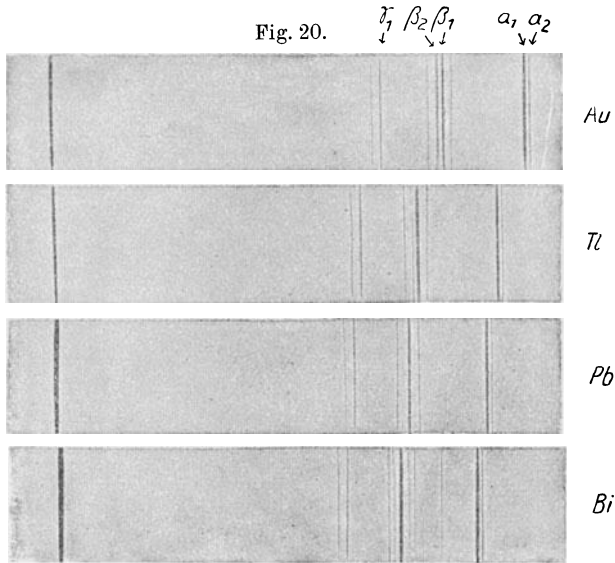 Fig. 20.
γ₁ β₂ β₁ α₁ α₂
↓ ↘ ↓ ↘ ↙
Au
Tl
Pb
Bi